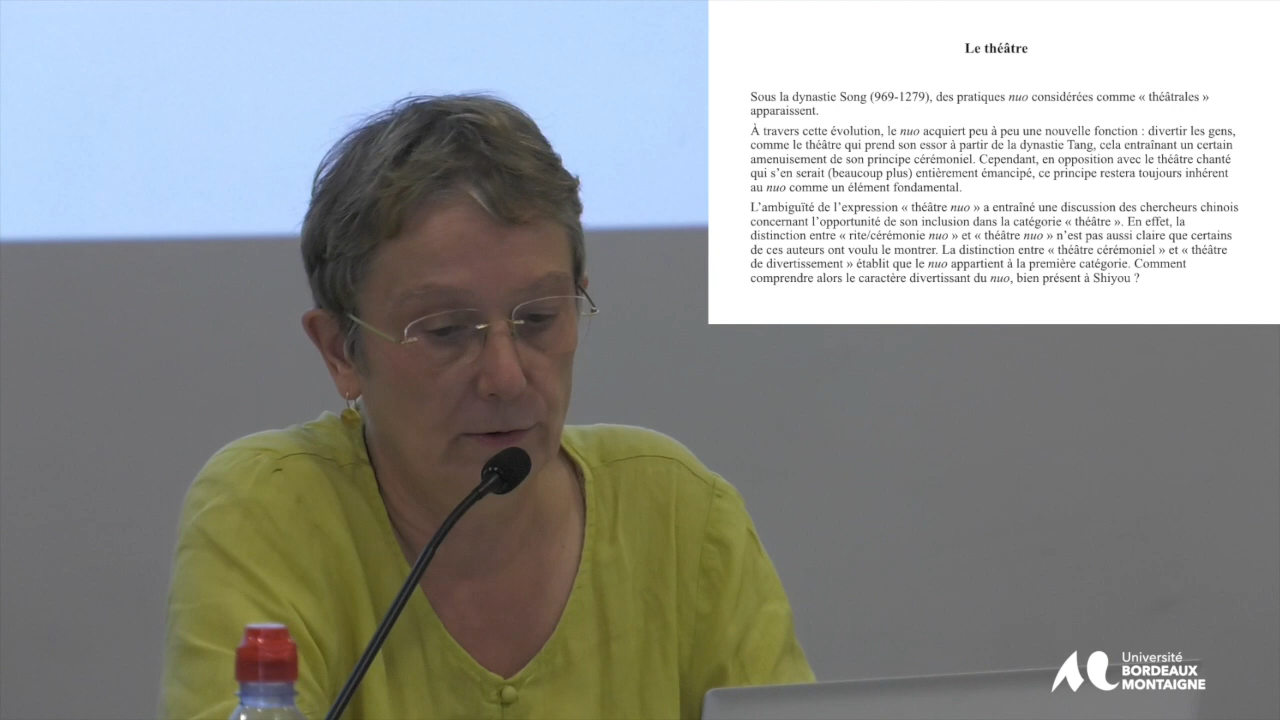 Le théâtre
Sous la dynastie Song (969-1279), des pratiques nuo considérées comme « théâtrales »
apparaissent.
À travers cette évolution, le nuo acquiert peu à peu une nouvelle fonction : divertir les gens,
comme le théâtre qui prend son essor à partir de la dynastie Tang, cela entraînant un certain
amenuisement de son principe cérémoniel. Cependant, en opposition avec le théâtre chanté
qui s’en serait (beaucoup plus) entièrement émancipé, ce principe restera toujours inhérent
au nuo comme un élément fondamental.
L’ambiguïté de l’expression « théâtre nuo » a entraîné une discussion des chercheurs chinois
concernant l’opportunité de son inclusion dans la catégorie « théâtre ». En effet, la
distinction entre « rite/cérémonie nuo » et « théâtre nuo » n’est pas aussi claire que certains
de ces auteurs ont voulu le montrer. La distinction entre « théâtre cérémoniel » et « théâtre
de divertissement » établit que le nuo appartient à la première catégorie. Comment
comprendre alors le caractère divertissant du nuo, bien présent à Shiyou ?
Université
BORDEAUX
MONTAIGNE